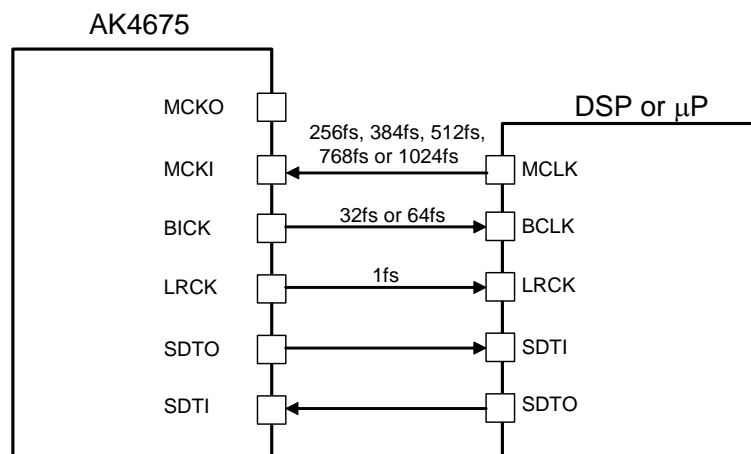 AK4675
DSP or μP
MCKO
256fs, 384fs, 512fs,
768fs or 1024fs
MCKI
MCLK
BICK
32fs or 64fs
BCLK
LRCK
1fs
LRCK
SDTO
SDTI
SDTI
SDTO